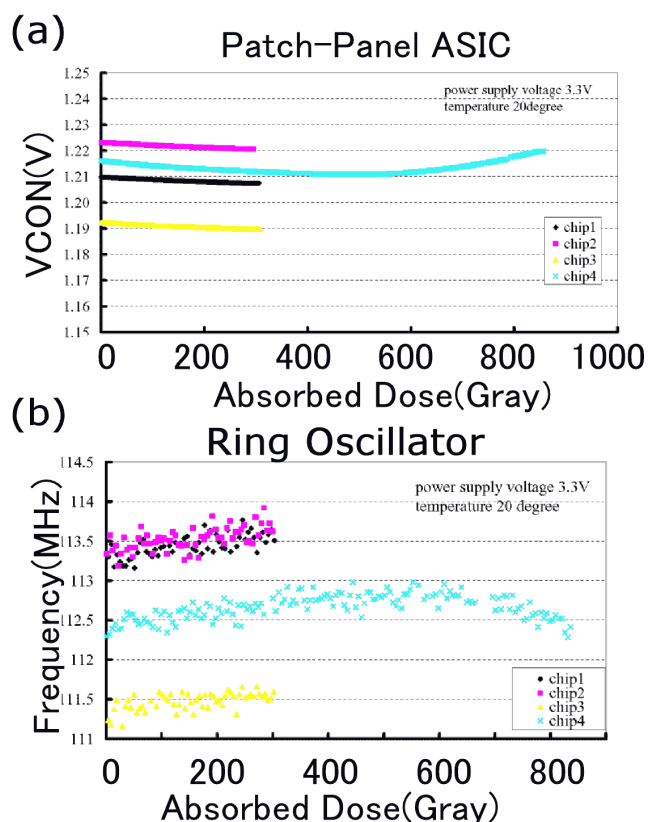 (a)
Patch-Panel ASIC
1.25
1.24
1.23
1.22
1.21
1.20
1.19
1.18
1.17
1.16
1.15
VCON(V)
power supply voltage 3.3V
temperature 20degree
chip1
chip2
chip3
chip4
0 200 400 600 800 1000
Absorbed Dose(Gray)
(b)
Ring Oscillator
114.5
114
113.5
113
112.5
112
111.5
111
Frequency(MHz)
power supply voltage 3.3V
temperature 20 degree
chip1
chip2
chip3
chip4
0 200 400 600 800
Absorbed Dose(Gray)